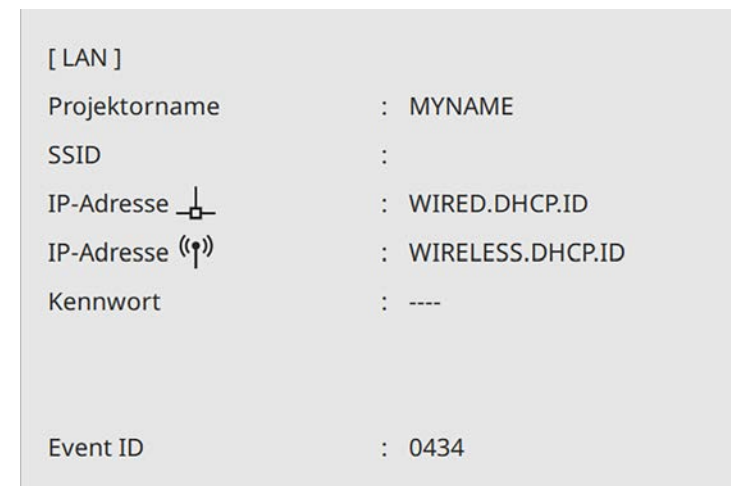 [ LAN ]
Projektorname : MYNAME
SSID :
IP-Adresse : WIRED.DHCP.ID
IP-Adresse : WIRELESS.DHCP.ID
Kennwort : ----
Event ID : 0434